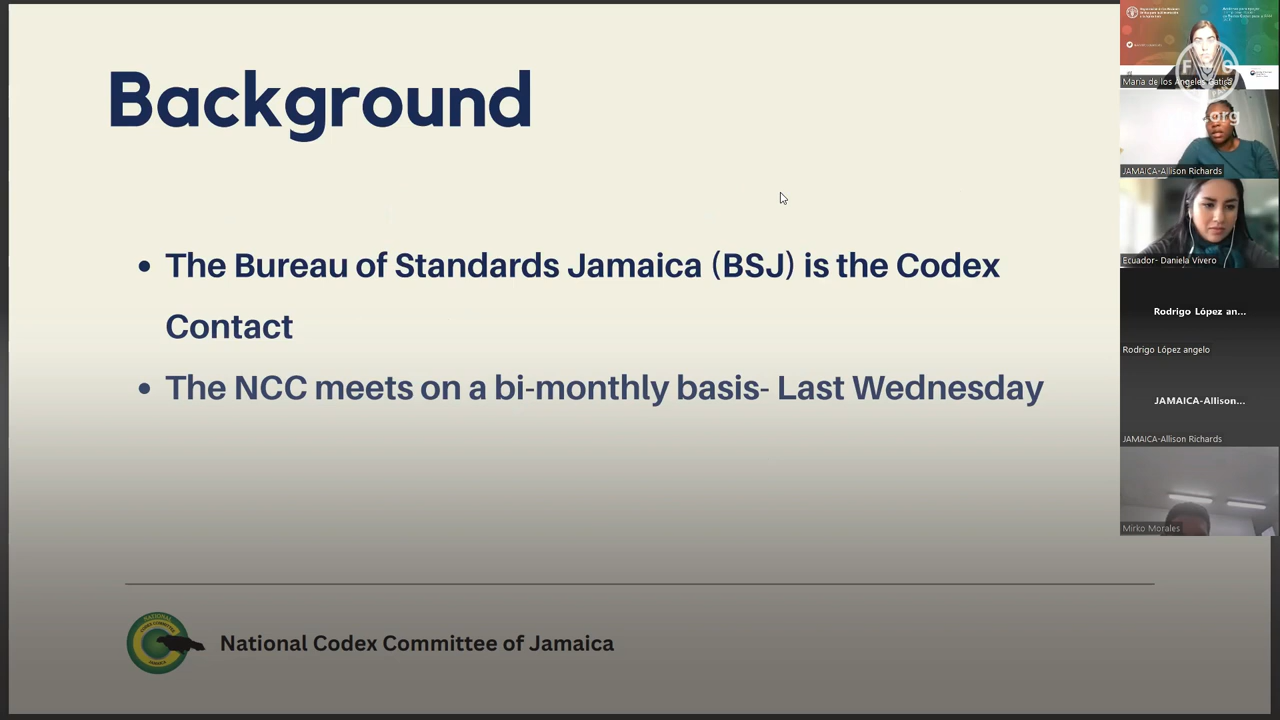 Background
• The Bureau of Standards Jamaica (BSJ) is the Codex
Contact
• The NCC meets on a bi-monthly basis- Last Wednesday
National Codex Committee of Jamaica
JAMAICA-Allison Richards
Ecuador- Daniela Vivero
Rodrigo López an...
Rodrigo López angelo
JAMAICA-Allison...
JAMAICA-Allison Richards
Mirko Morales
María de los Angeles
.org